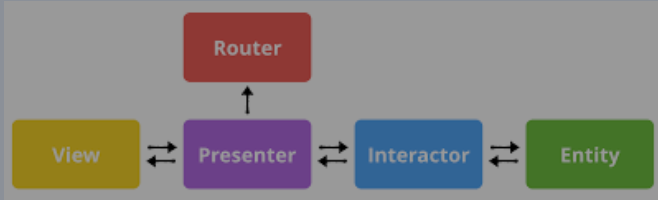 Router
View
Presenter
Interactor
Entity